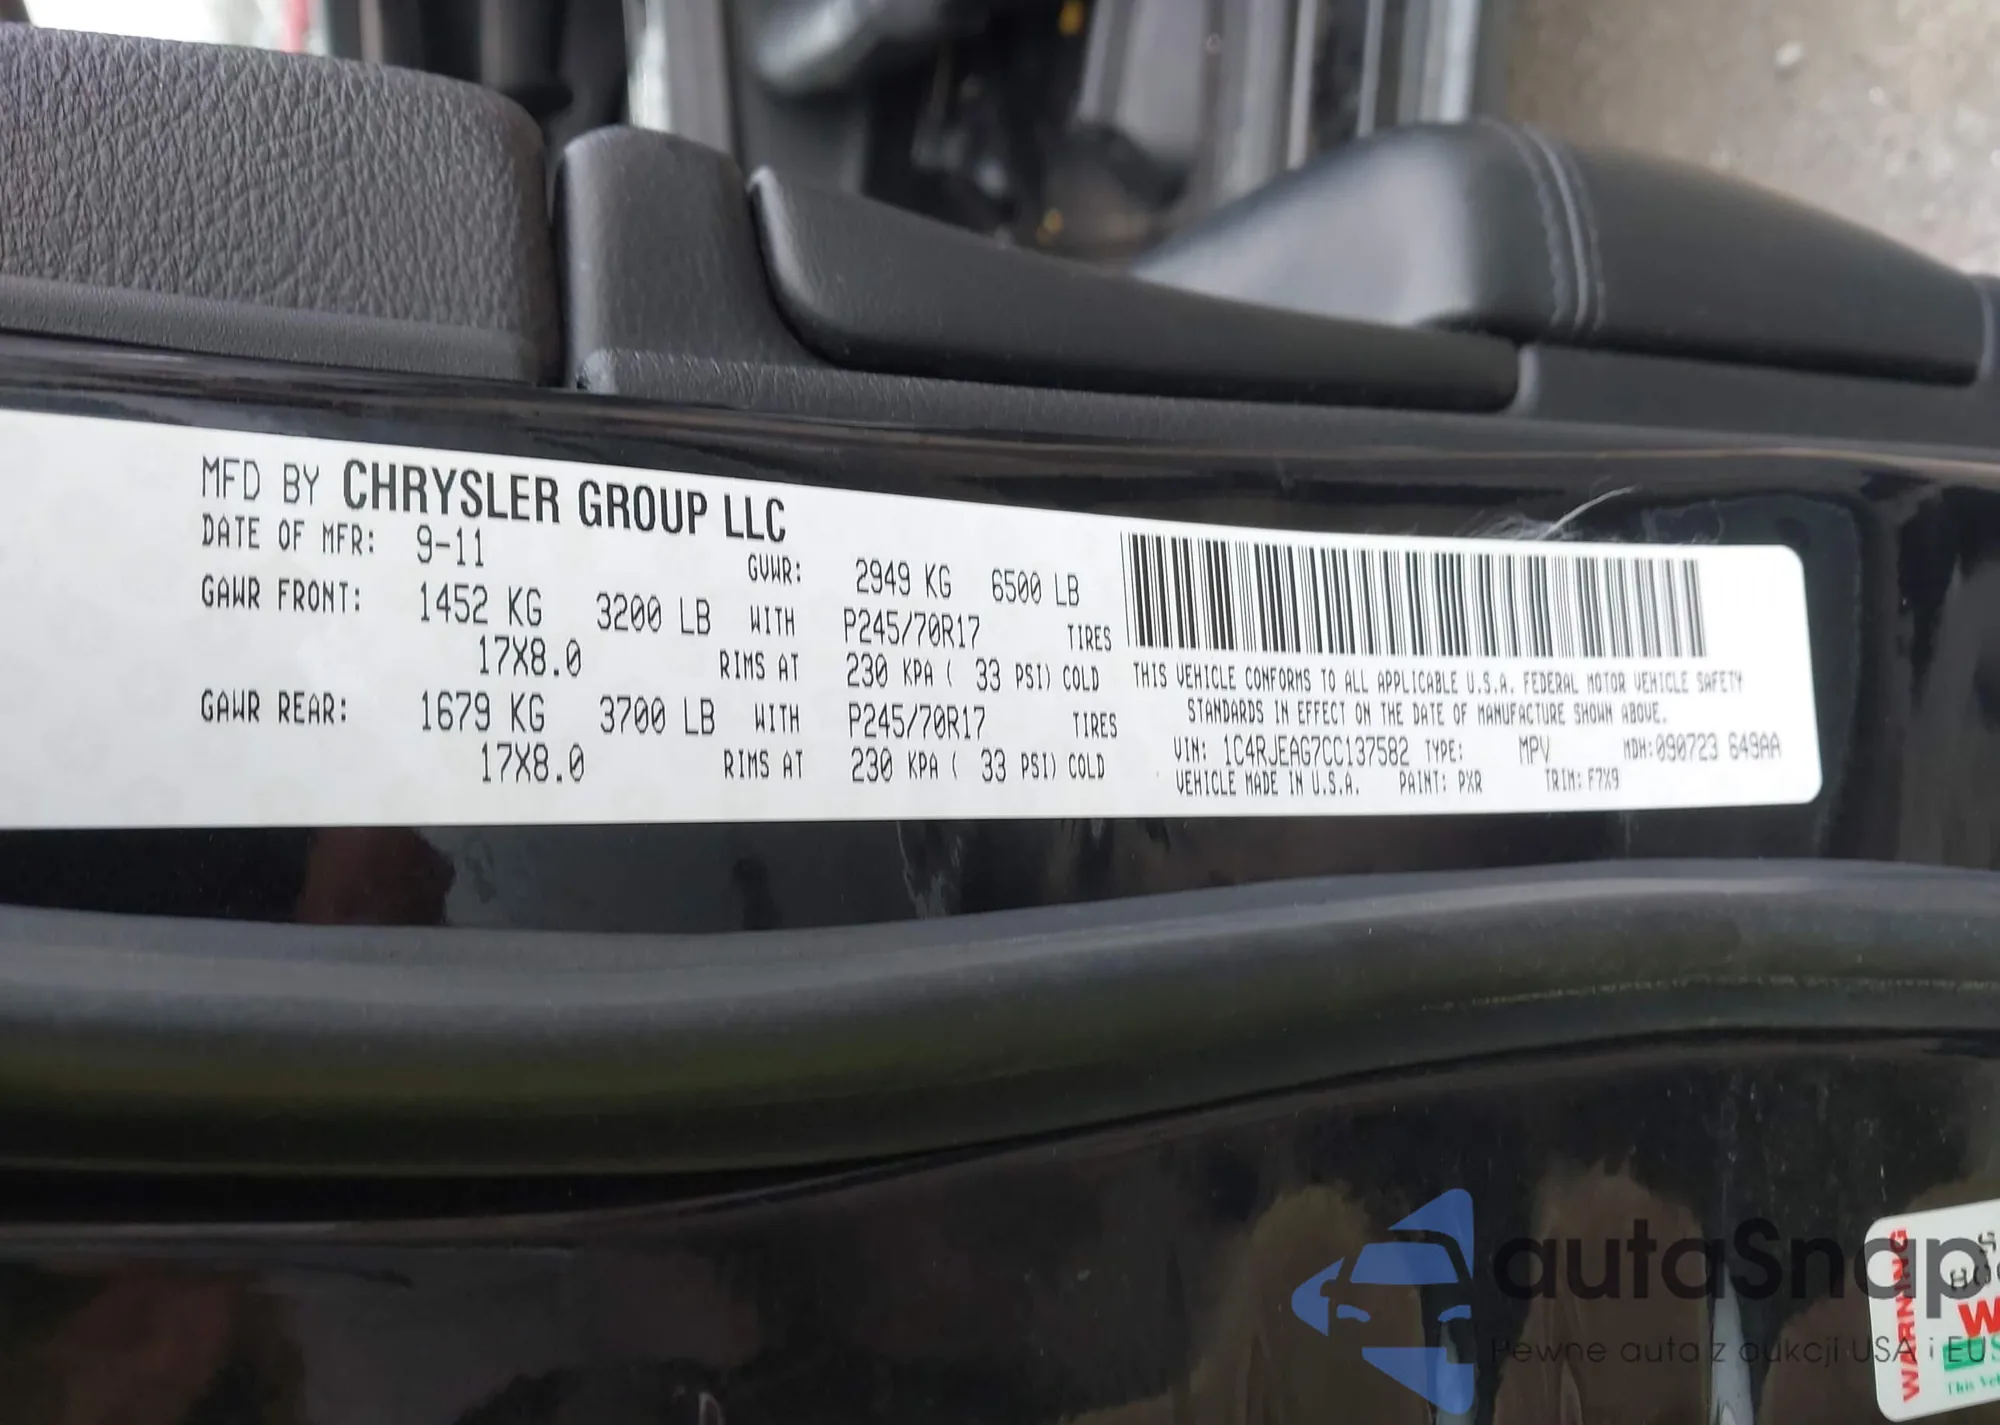 MFD BY CHRYSLER GROUP LLC
DATE OF MFR: 9-11 GVWR: 2949 KG 6500 LB
GAWR FRONT: 1452 KG 3200 LB WITH P245/70R17 TIRES
17X8.0 RIMS AT 230 KPA ( 33 PSI) COLD
GAWR REAR: 1679 KG 3700 LB WITH P245/70R17 TIRES
17X8.0 RIMS AT 230 KPA ( 33 PSI) COLD
THIS VEHICLE CONFORMS TO ALL APPLICABLE U.S.A. FEDERAL MOTOR VEHICLE SAFETY
STANDARDS IN EFFECT ON THE DATE OF MANUFACTURE SHOWN ABOVE.
VIN: 1C4RJEAG7CC137582 TYPE: MPV MDH:090723 649AA
VEHICLE MADE IN U.S.A. PAINT: PXR TRIM: F7X9
autaSnap
Pewne auta z aukcji USA i EU
WARNING
This